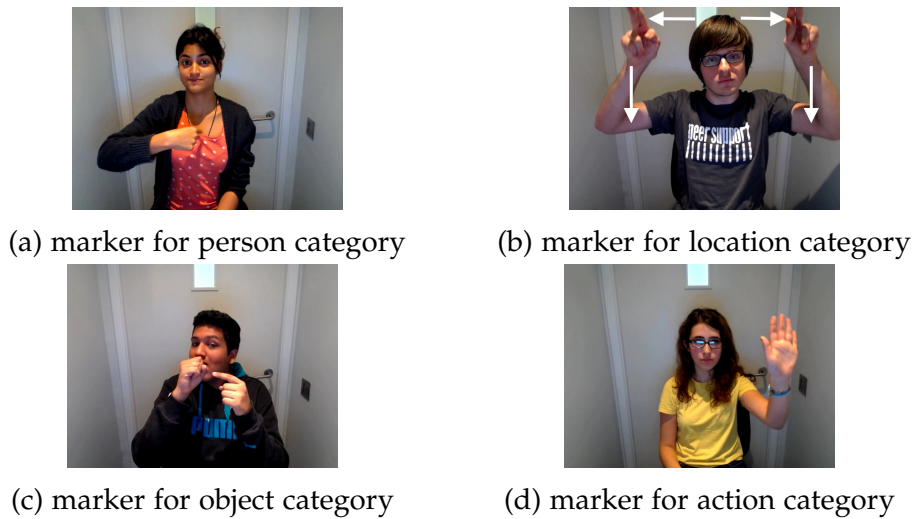 peer support
(a) marker for person category
(b) marker for location category
PUMA
(c) marker for object category
(d) marker for action category